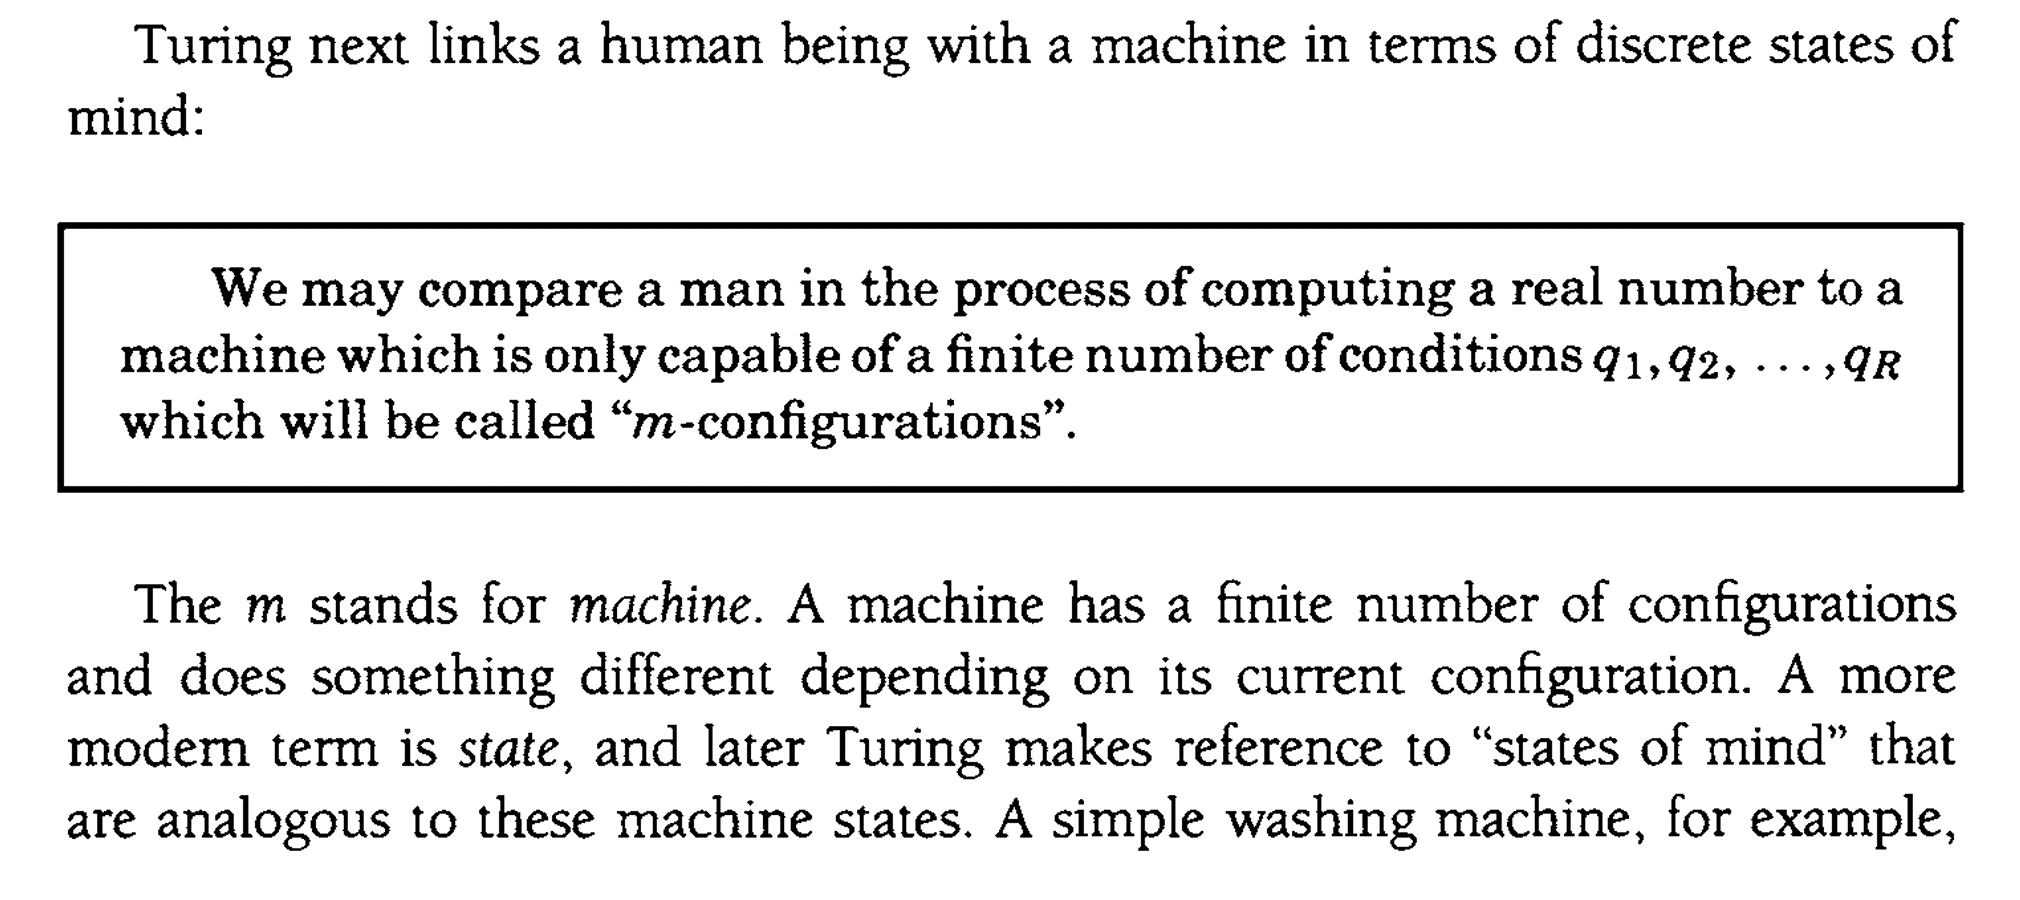 Turing next links a human being with a machine in terms of discrete states of
mind:
We may compare a man in the process of computing a real number to a
machine which is only capable of a finite number of conditions q1, q2, ..., qR
which will be called “m-configurations”.
The m stands for machine. A machine has a finite number of configurations
and does something different depending on its current configuration. A more
modern term is state, and later Turing makes reference to “states of mind” that
are analogous to these machine states. A simple washing machine, for example,